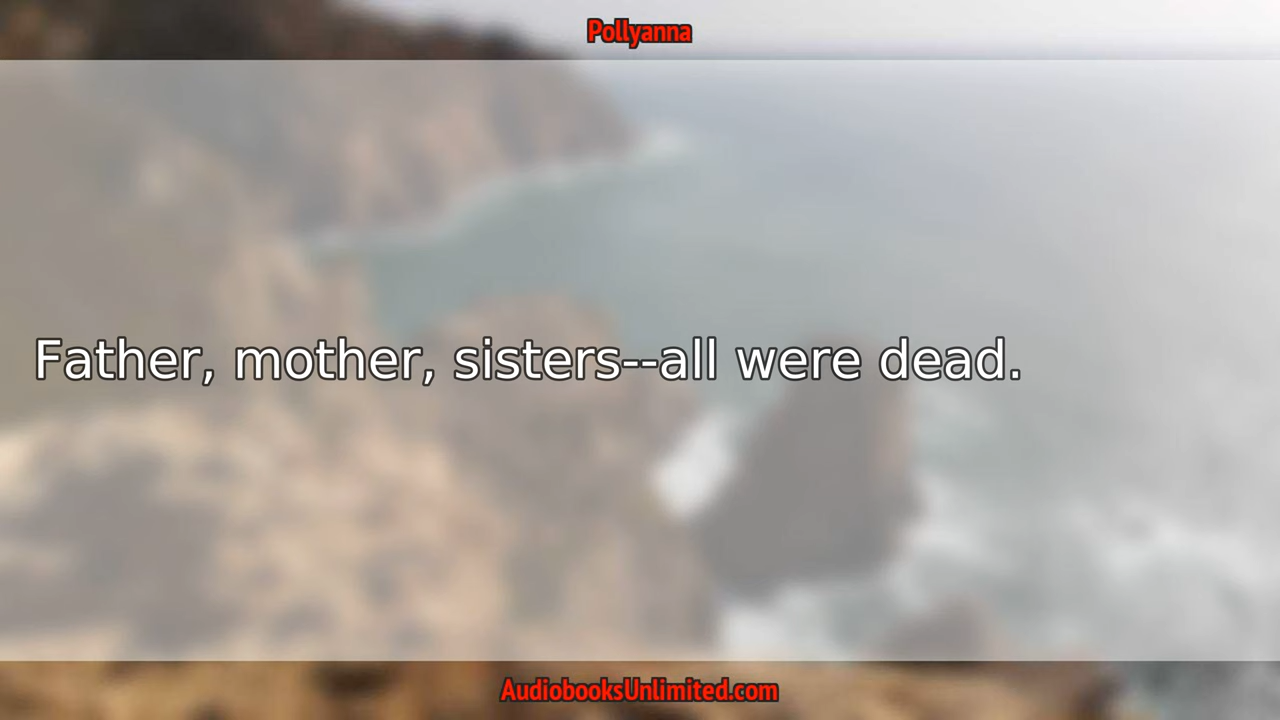 Pollyanna
Father, mother, sisters--all were dead.
AudiobooksUnlimited.com